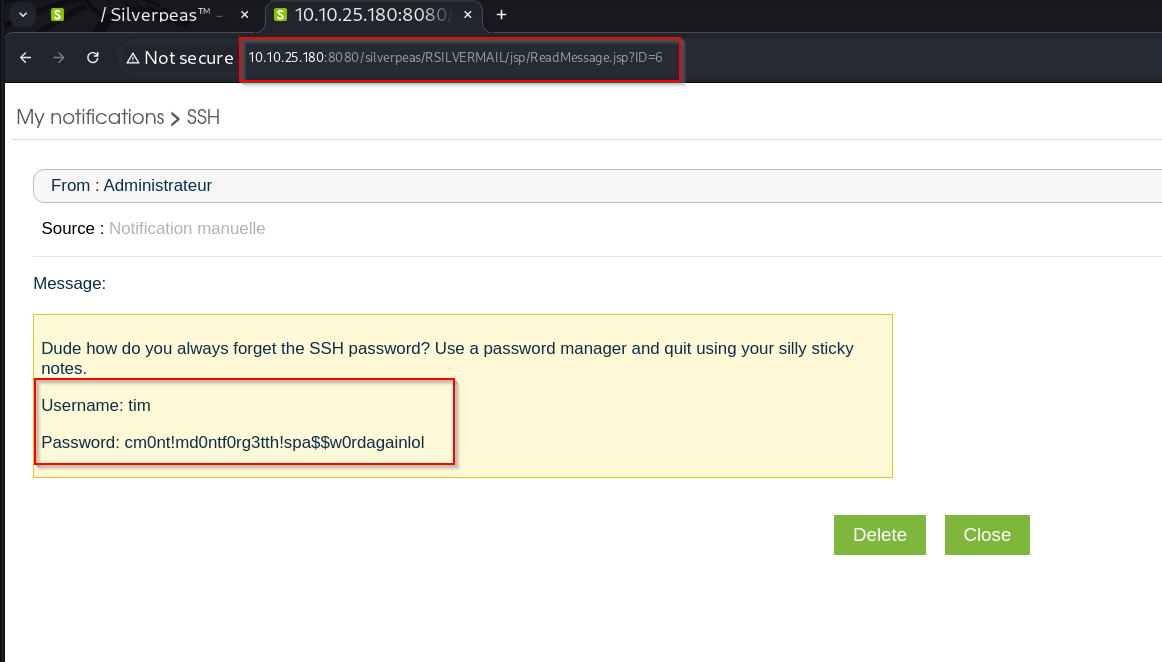 / Silverpeas™ -
10.10.25.180:8080/
Not secure
10.10.25.180:8080/silverpeas/RSILVERMAIL/jsp/ReadMessage.jsp?ID=6
My notifications > SSH
From : Administrateur
Source : Notification manuelle
Message:
Dude how do you always forget the SSH password? Use a password manager and quit using your silly sticky
notes.
Username: tim
Password: cm0nt!md0ntf0rg3tth!spa$$w0rdagainlol
Delete Close